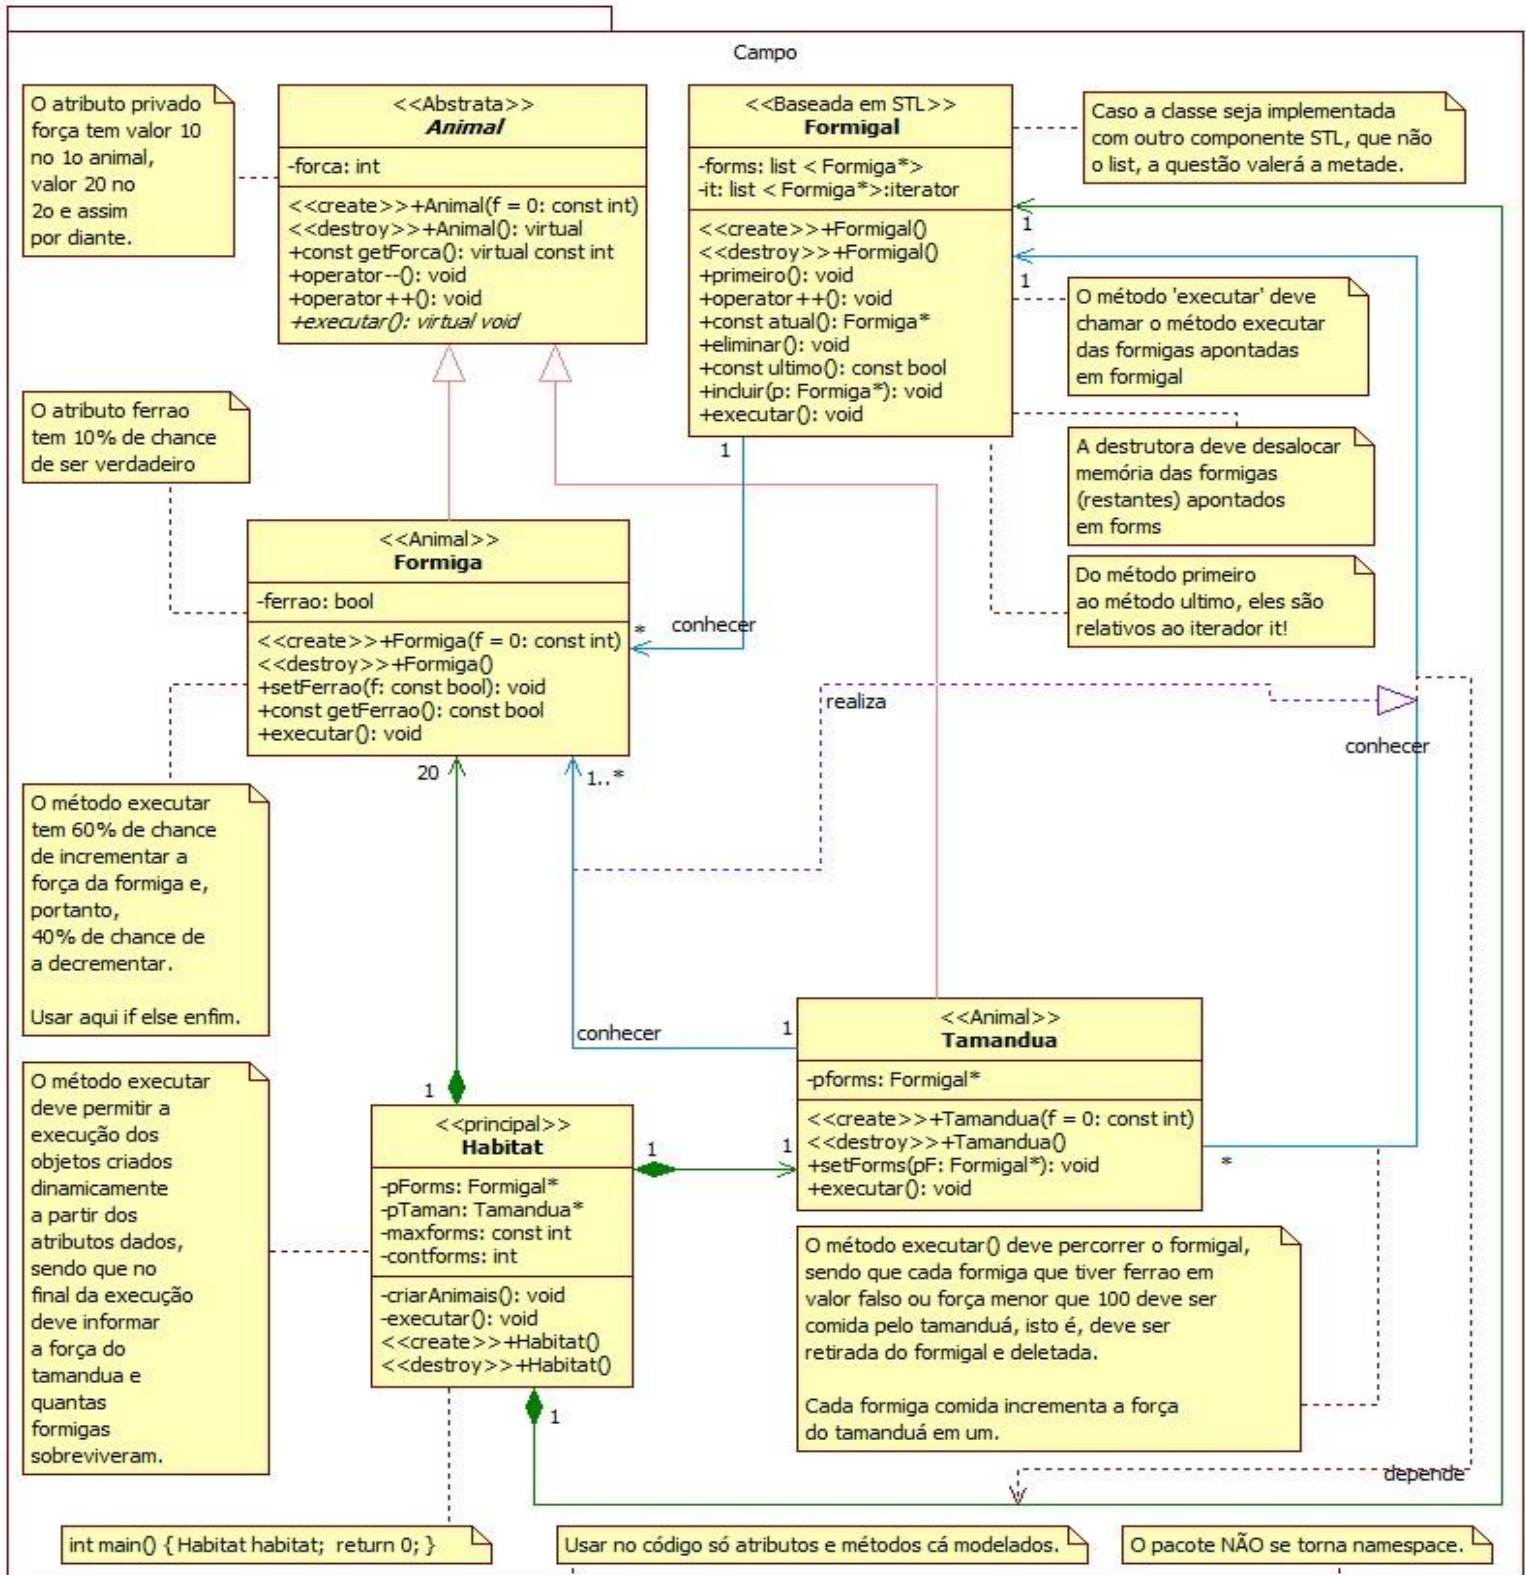 Campo
O atributo privado
força tem valor 10
no 1o animal,
valor 20 no
2o e assim
por diante.
<<Abstrata>>
Animal
-forca: int
<<create>>+Animal(f = 0: const int)
<<destroy>>+Animal(): virtual
+const getForca(): virtual const int
+operator--(): void
+operator++(): void
+executar(): virtual void
<<Baseada em STL>>
Formigal
-forms: list < Formiga*>
-it: list < Formiga*>:iterator
<<create>>+Formigal()
<<destroy>>+Formigal()
+primeiro(): void
+operator++(): void
+const atual(): Formiga*
+eliminar(): void
+const ultimo(): const bool
+incluir(p: Formiga*): void
+executar(): void
Caso a classe seja implementada
com outro componente STL, que não
o list, a questão valerá a metade.
1
1
O método 'executar' deve
chamar o método executar
das formigas apontadas
em formigal
O atributo ferrao
tem 10% de chance
de ser verdadeiro
1
A destrutora deve desalocar
memória das formigas
(restantes) apontados
em forms
Do método primeiro
ao método ultimo, eles são
relativos ao iterador it!
<<Animal>>
Formiga
-ferrao: bool
<<create>>+Formiga(f = 0: const int)
<<destroy>>+Formiga()
+setFerrao(f: const bool): void
+const getFerrao(): const bool
+executar(): void
*
conhecer
realiza
conhecer
20
1..*
O método executar
tem 60% de chance
de incrementar a
força da formiga e,
portanto,
40% de chance de
a decrementar.
Usar aqui if else enfim.
conhecer
1
<<Animal>>
Tamandua
-pforms: Formigal*
<<create>>+Tamandua(f = 0: const int)
<<destroy>>+Tamandua()
+setForms(pF: Formigal*): void
+executar(): void
*
O método executar
deve permitir a
execução dos
objetos criados
dinamicamente
a partir dos
atributos dados,
sendo que no
final da execução
deve informar
a força do
tamandua e
quantas
formigas
sobreviveram.
1
<<principal>>
Habitat
-pForms: Formigal*
-pTaman: Tamandua*
-maxforms: const int
-contforms: int
-criarAnimais(): void
-executar(): void
<<create>>+Habitat()
<<destroy>>+Habitat()
1
1
1
O método executar() deve percorrer o formigal,
sendo que cada formiga que tiver ferrao em
valor falso ou força menor que 100 deve ser
comida pelo tamanduá, isto é, deve ser
retirada do formigal e deletada.
Cada formiga comida incrementa a força
do tamanduá em um.
depende
int main() { Habitat habitat; return 0; }
Usar no código só atributos e métodos cá modelados.
O pacote NÃO se torna namespace.